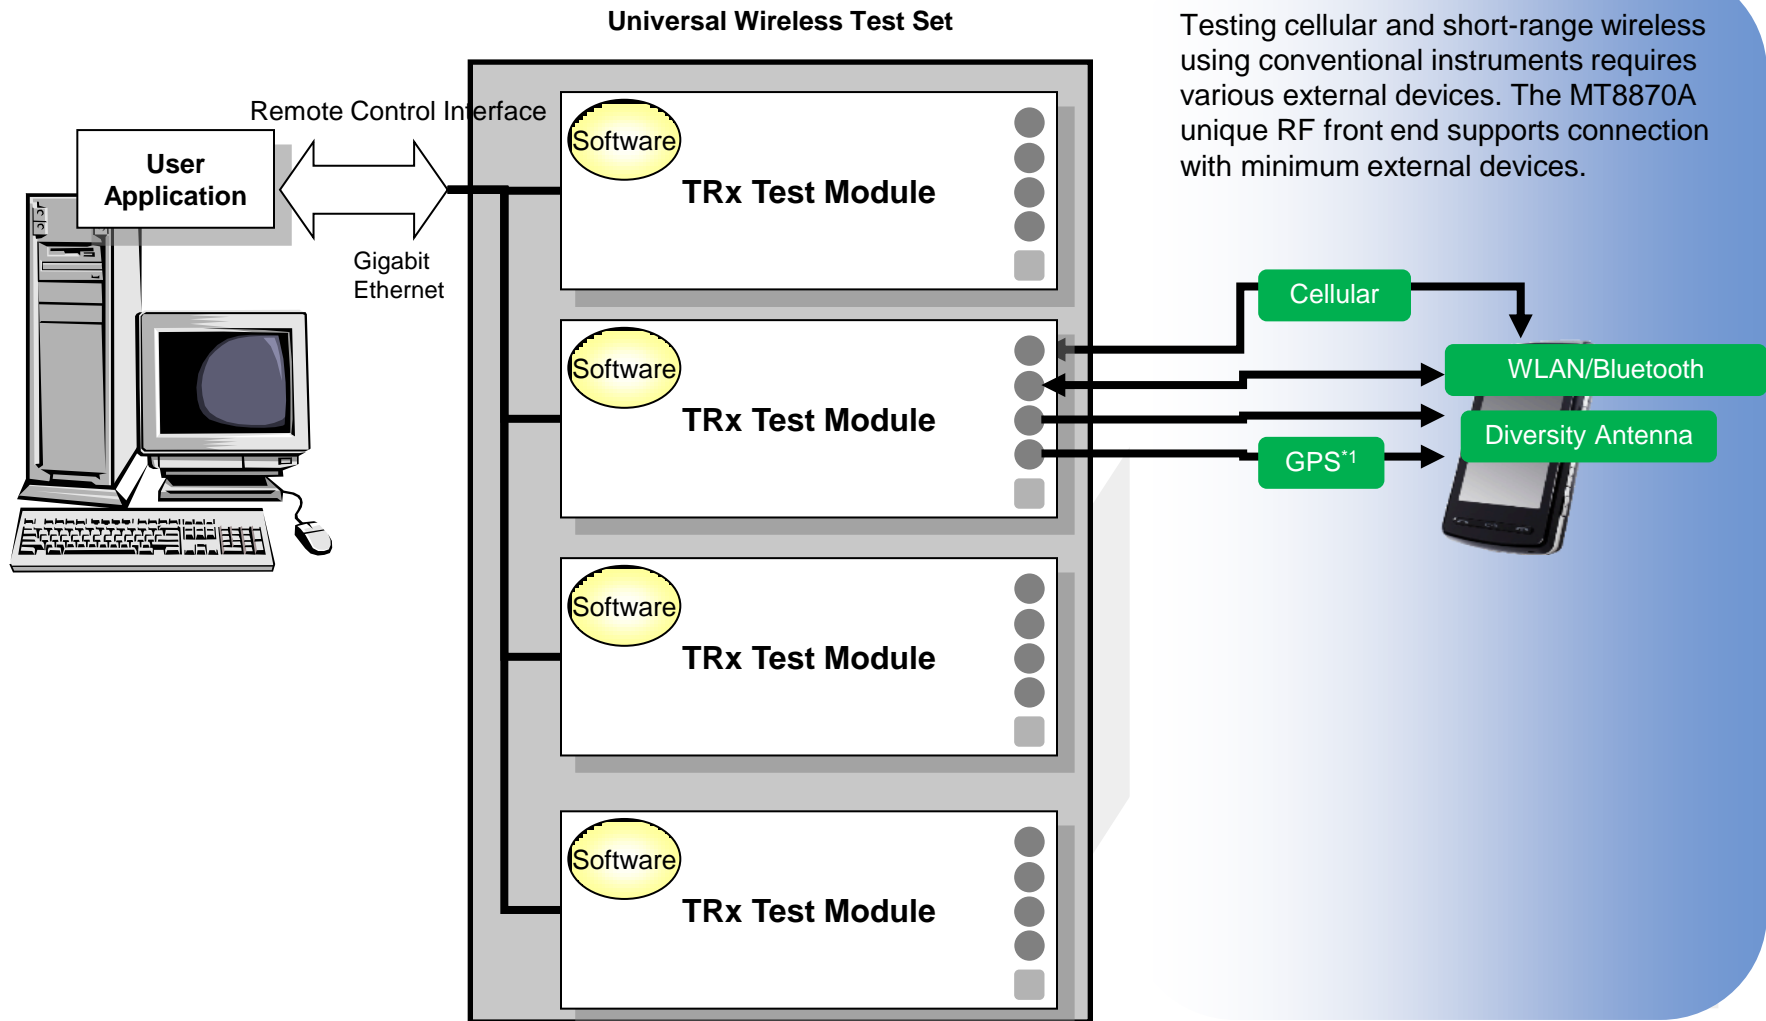 Universal Wireless Test Set
Testing cellular and short-range wireless
using conventional instruments requires
various external devices. The MT8870A
unique RF front end supports connection
with minimum external devices.
Remote Control Interface
User
Application
Gigabit
Ethernet
Software
TRx Test Module
Software
TRx Test Module
Software
TRx Test Module
Software
TRx Test Module
Cellular
WLAN/Bluetooth
Diversity Antenna
GPS*1